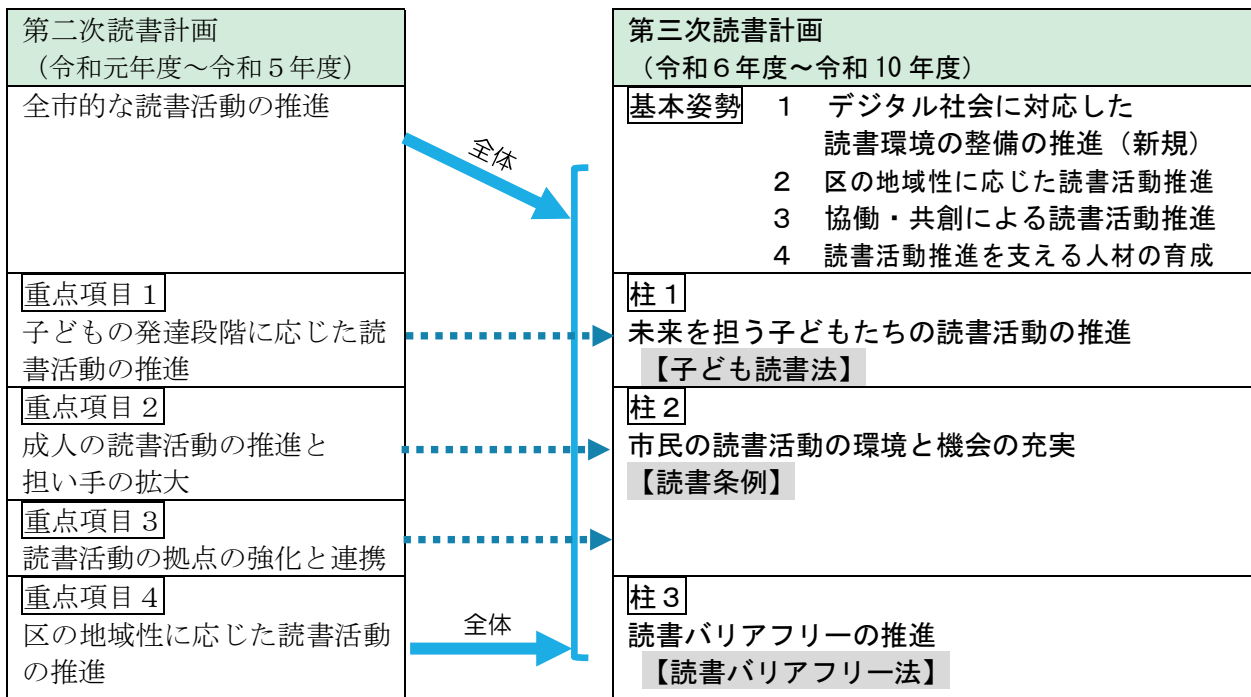 第二次読書計画
（令和元年度～令和５年度）
全市的な読書活動の推進
重点項目１
子どもの発達段階に応じた読
書活動の推進
重点項目２
成人の読書活動の推進と
担い手の拡大
重点項目３
読書活動の拠点の強化と連携
重点項目４
区の地域性に応じた読書活動
の推進
全体
全体
第三次読書計画
（令和６年度～令和 10 年度）
基本姿勢　１　デジタル社会に対応した
読書環境の整備の推進（新規）
２　区の地域性に応じた読書活動推進
３　協働・共創による読書活動推進
４　読書活動推進を支える人材の育成
柱１
未来を担う子どもたちの読書活動の推進
【子ども読書法】
柱２
市民の読書活動の環境と機会の充実
【読書条例】
柱３
読書バリアフリーの推進
【読書バリアフリー法】